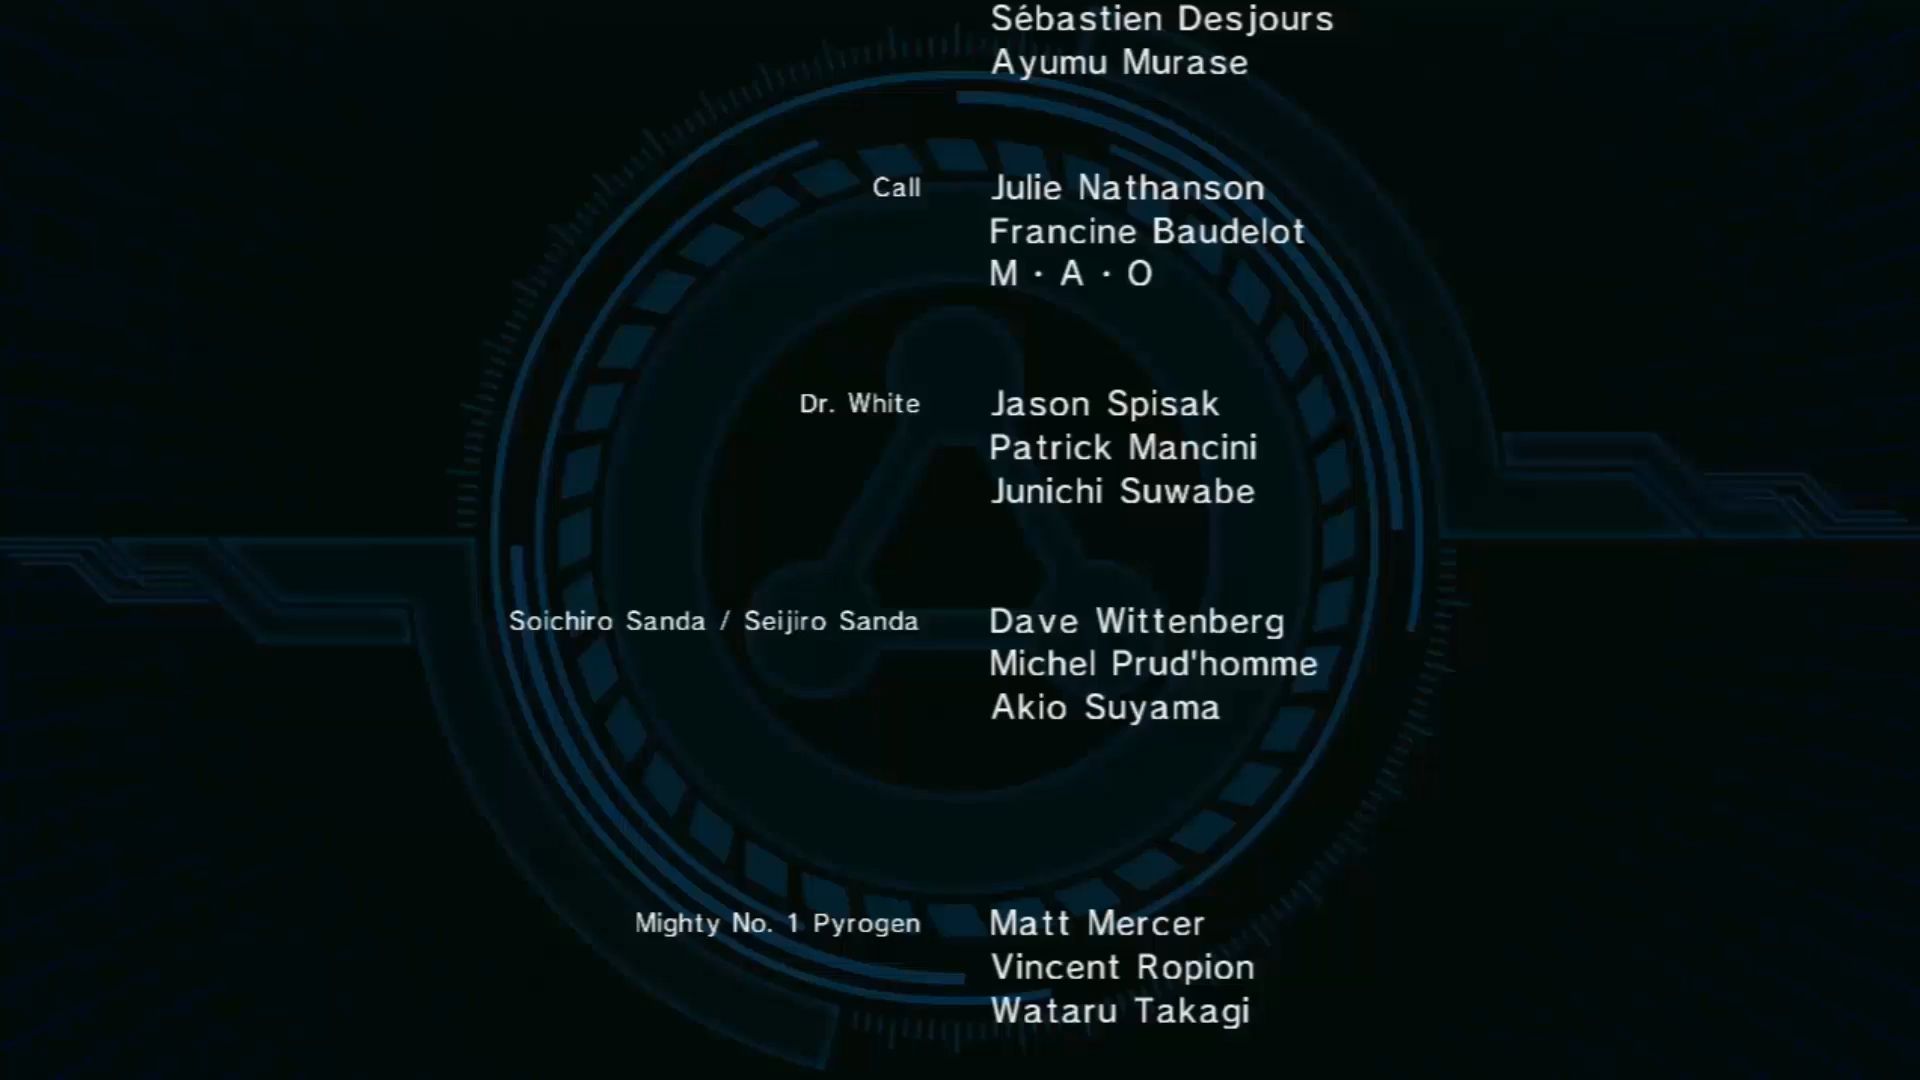 Sébastien Desjours
Ayumu Murase
Call Julie Nathanson
Francine Baudelot
M・A・O
Dr. White Jason Spisak
Patrick Mancini
Junichi Suwabe
Soichiro Sanda / Seijiro Sanda Dave Wittenberg
Michel Prud'homme
Akio Suyama
Mighty No. 1 Pyrogen Matt Mercer
Vincent Ropion
Wataru Takagi